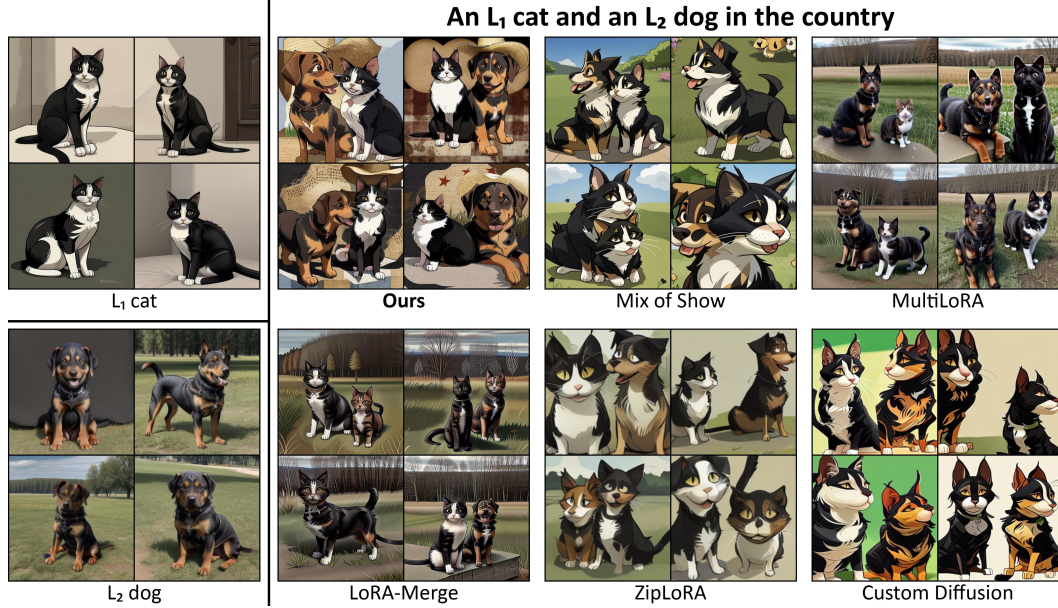 An L₁ cat and an L₂ dog in the country
L₁ cat
Ours
Mix of Show
MultiLoRA
L₂ dog
LoRA-Merge
ZipLoRA
Custom Diffusion